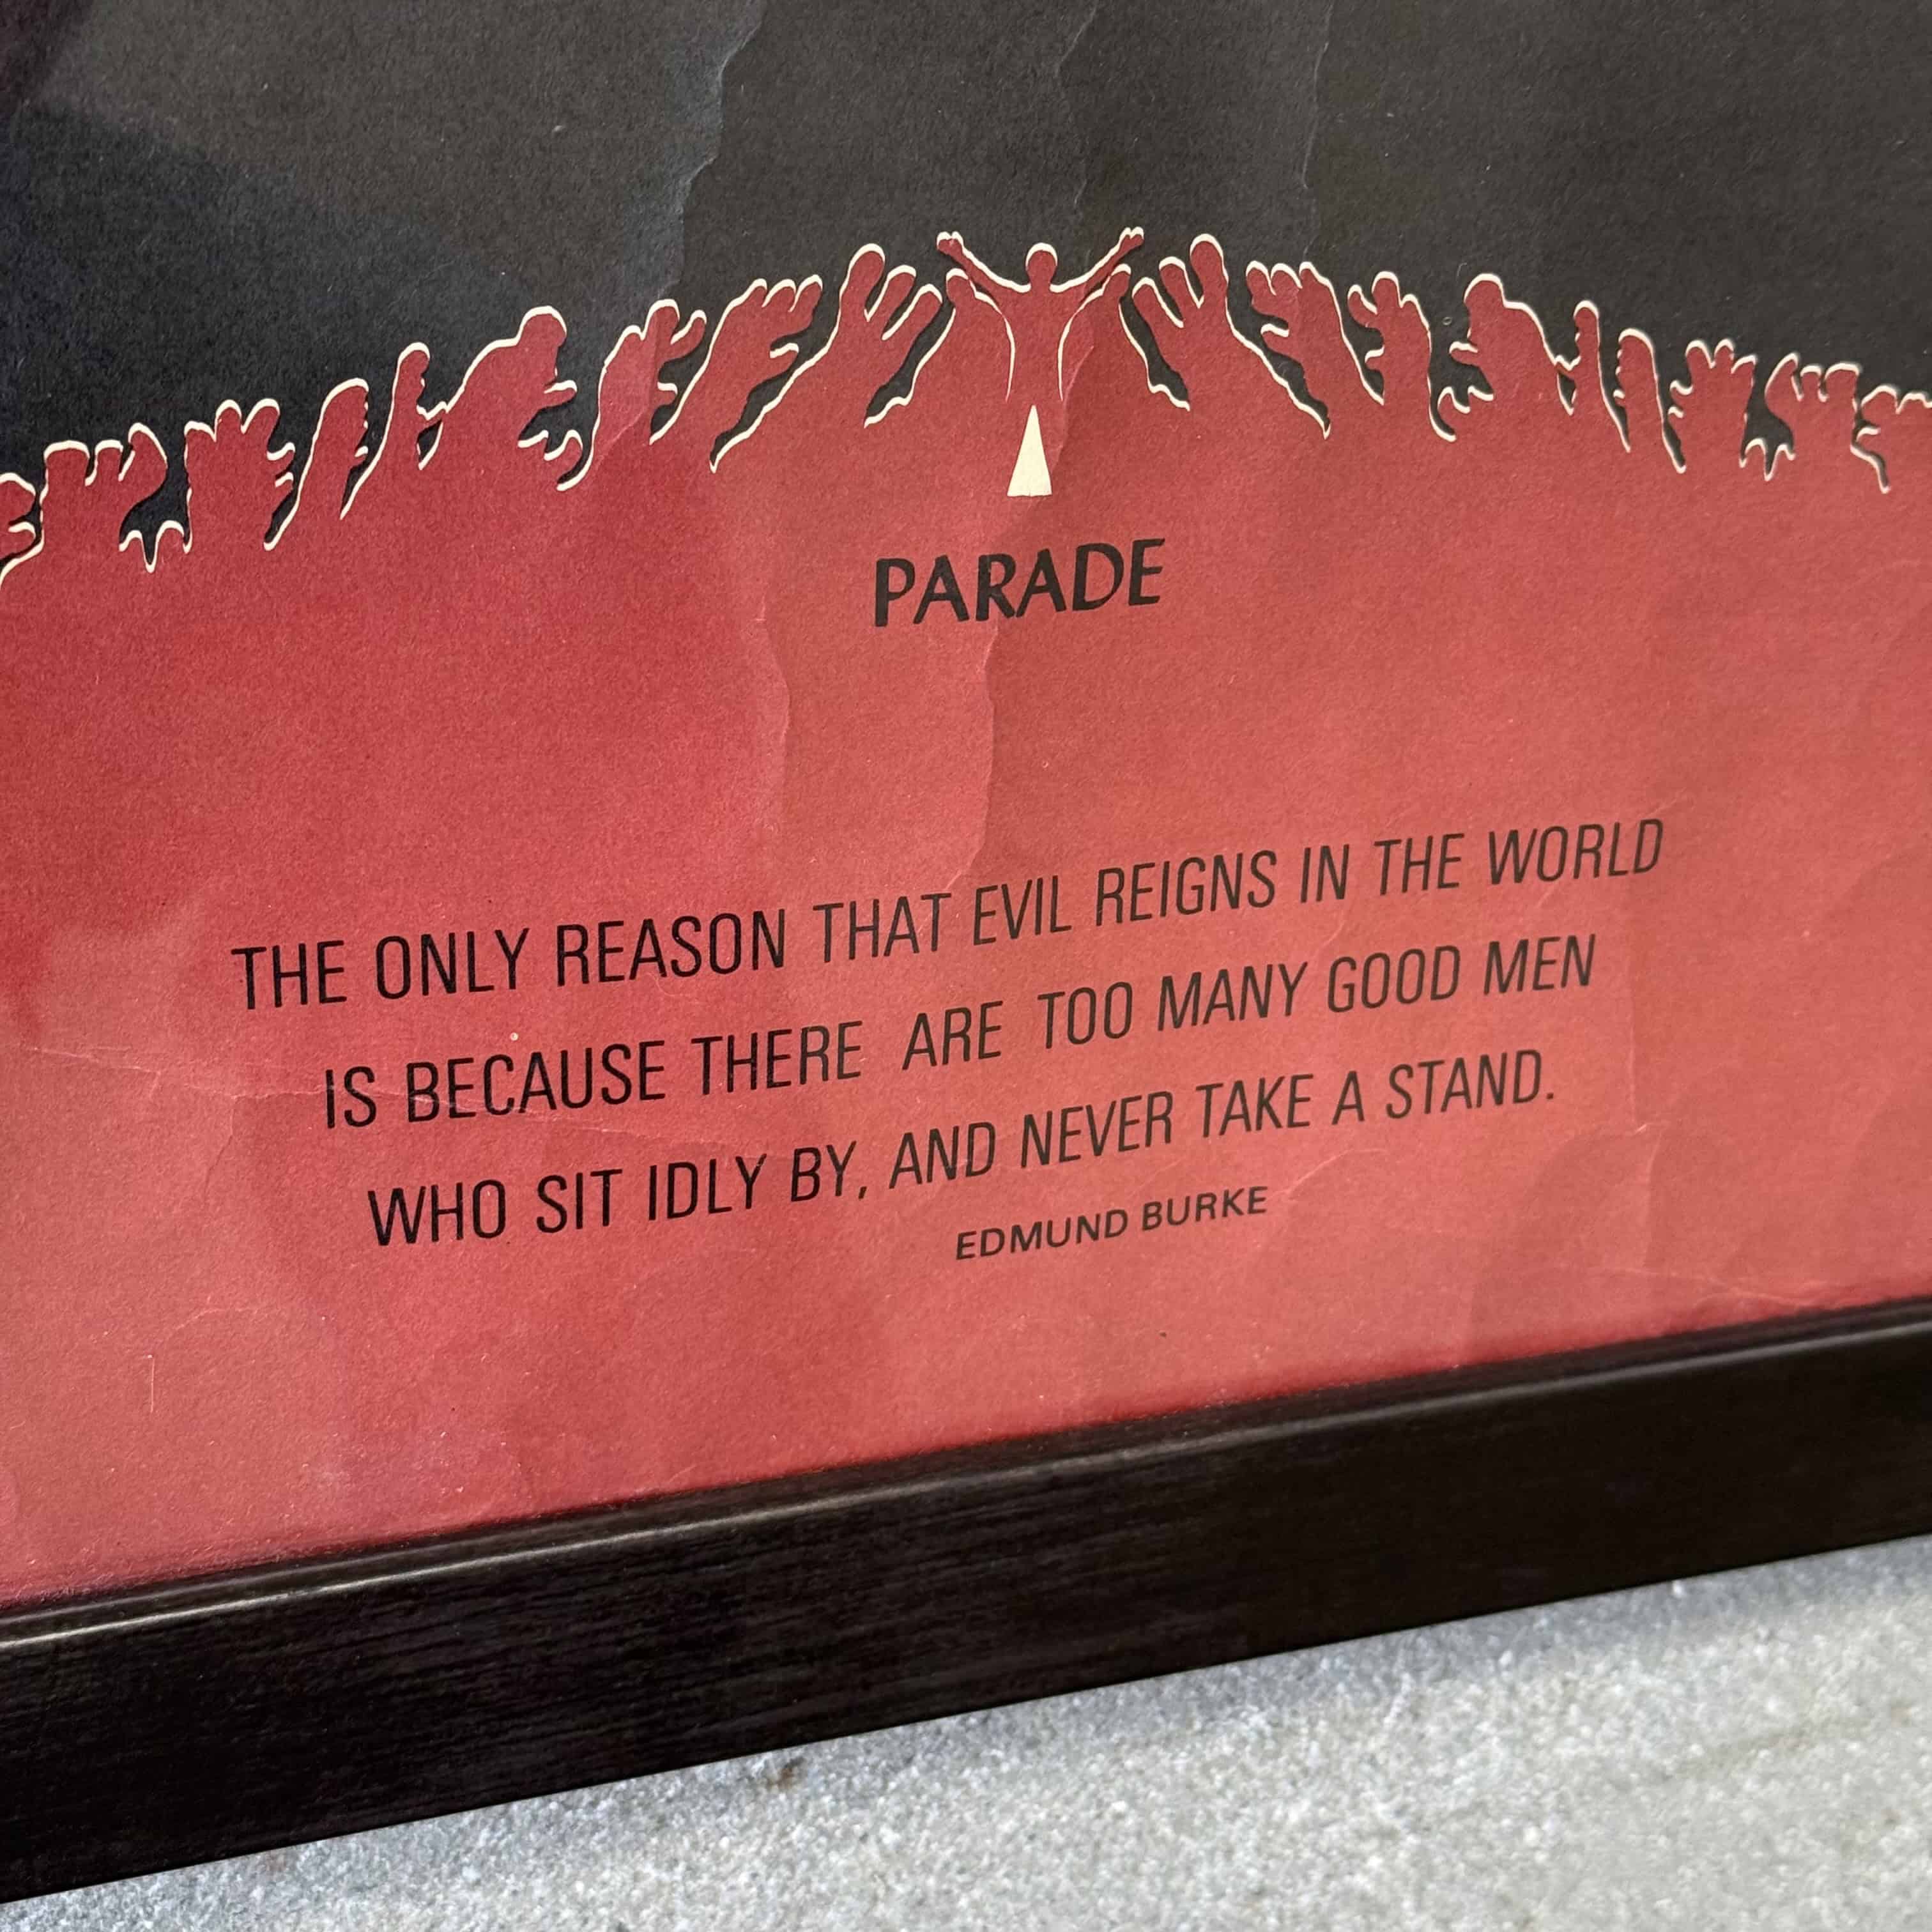 PARADE
THE ONLY REASON THAT EVIL REIGNS IN THE WORLD
IS BECAUSE THERE ARE TOO MANY GOOD MEN
WHO SIT IDLY BY, AND NEVER TAKE A STAND.
EDMUND BURKE